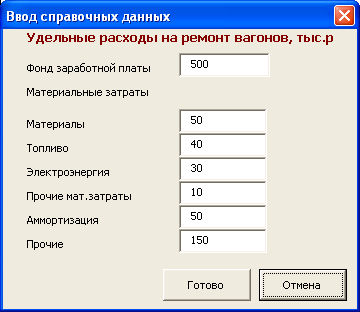 Ввод справочных данных
Удельные расходы на ремонт вагонов, тыс.р
Фонд заработной платы 500
Материальные затраты
Материалы 50
Топливо 40
Электроэнергия 30
Прочие мат.затраты 10
Аммортизация 50
Прочие 150
Готово Отмена